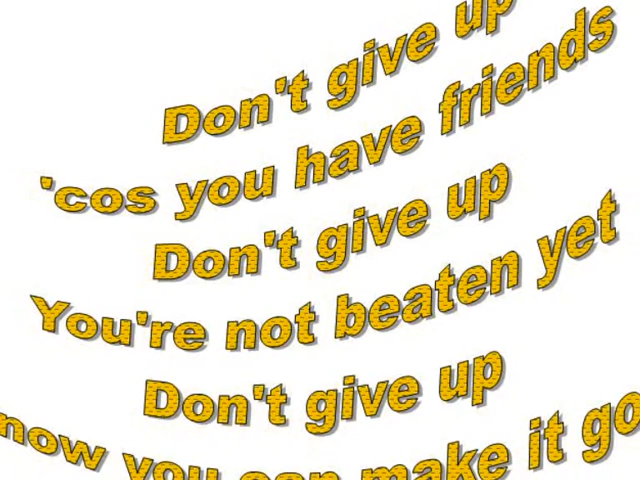 Don't give up
'cos you have friends
Don't give up
You're not beaten yet
Don't give up
now you can make it go